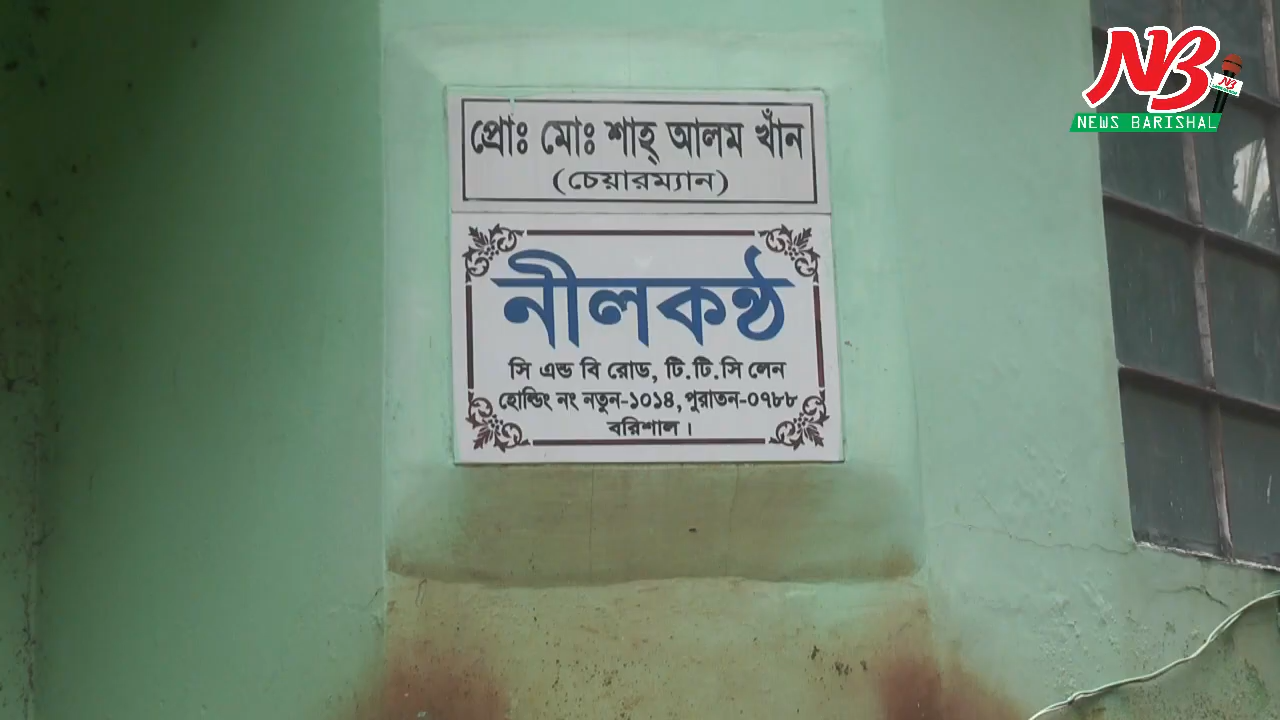 প্রোঃ মোঃ শাহ্ আলম খাঁন
(চেয়ারম্যান)
নীলকন্ঠ
সি এন্ড বি রোড, টি.টি.সি লেন
হোল্ডিং নং নতুন-১০১৪, পুরাতন-০৭৮৮
বরিশাল।
NB
NEWS BARISHAL